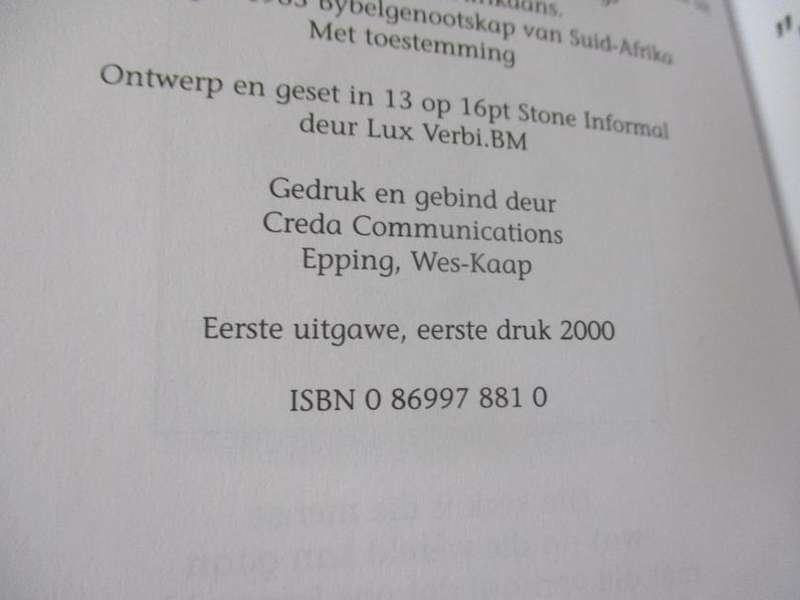 Bybelgenootskap van Suid-Afrika
Met toestemming
Ontwerp en geset in 13 op 16pt Stone Informal
deur Lux Verbi.BM
Gedruk en gebind deur
Creda Communications
Epping, Wes-Kaap
Eerste uitgawe, eerste druk 2000
ISBN 0 86997 881 0